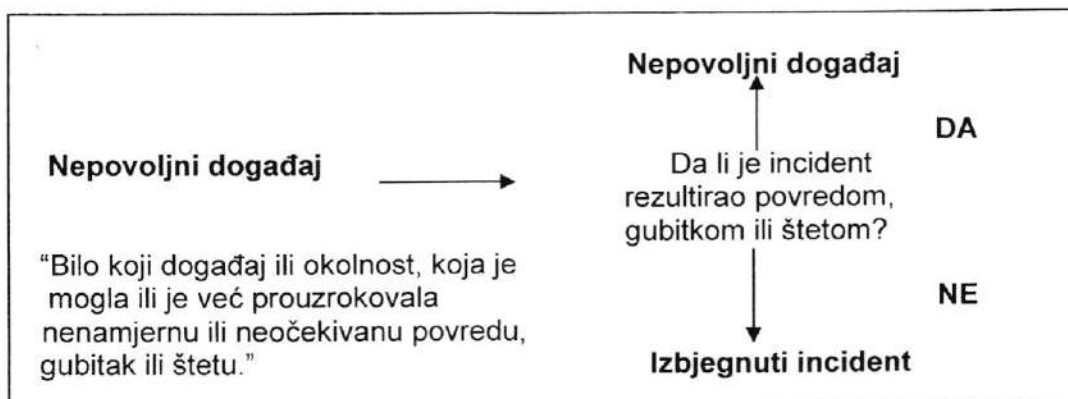 Nepovoljni događaj
DA
Nepovoljni događaj
Da li je incident
rezultirao povredom,
gubitkom ili štetom?
“Bilo koji događaj ili okolnost, koja je
mogla ili je već prouzrokovala
nenamjernu ili neočekivanu povredu,
gubitak ili štetu.”
NE
Izbjegnuti incident